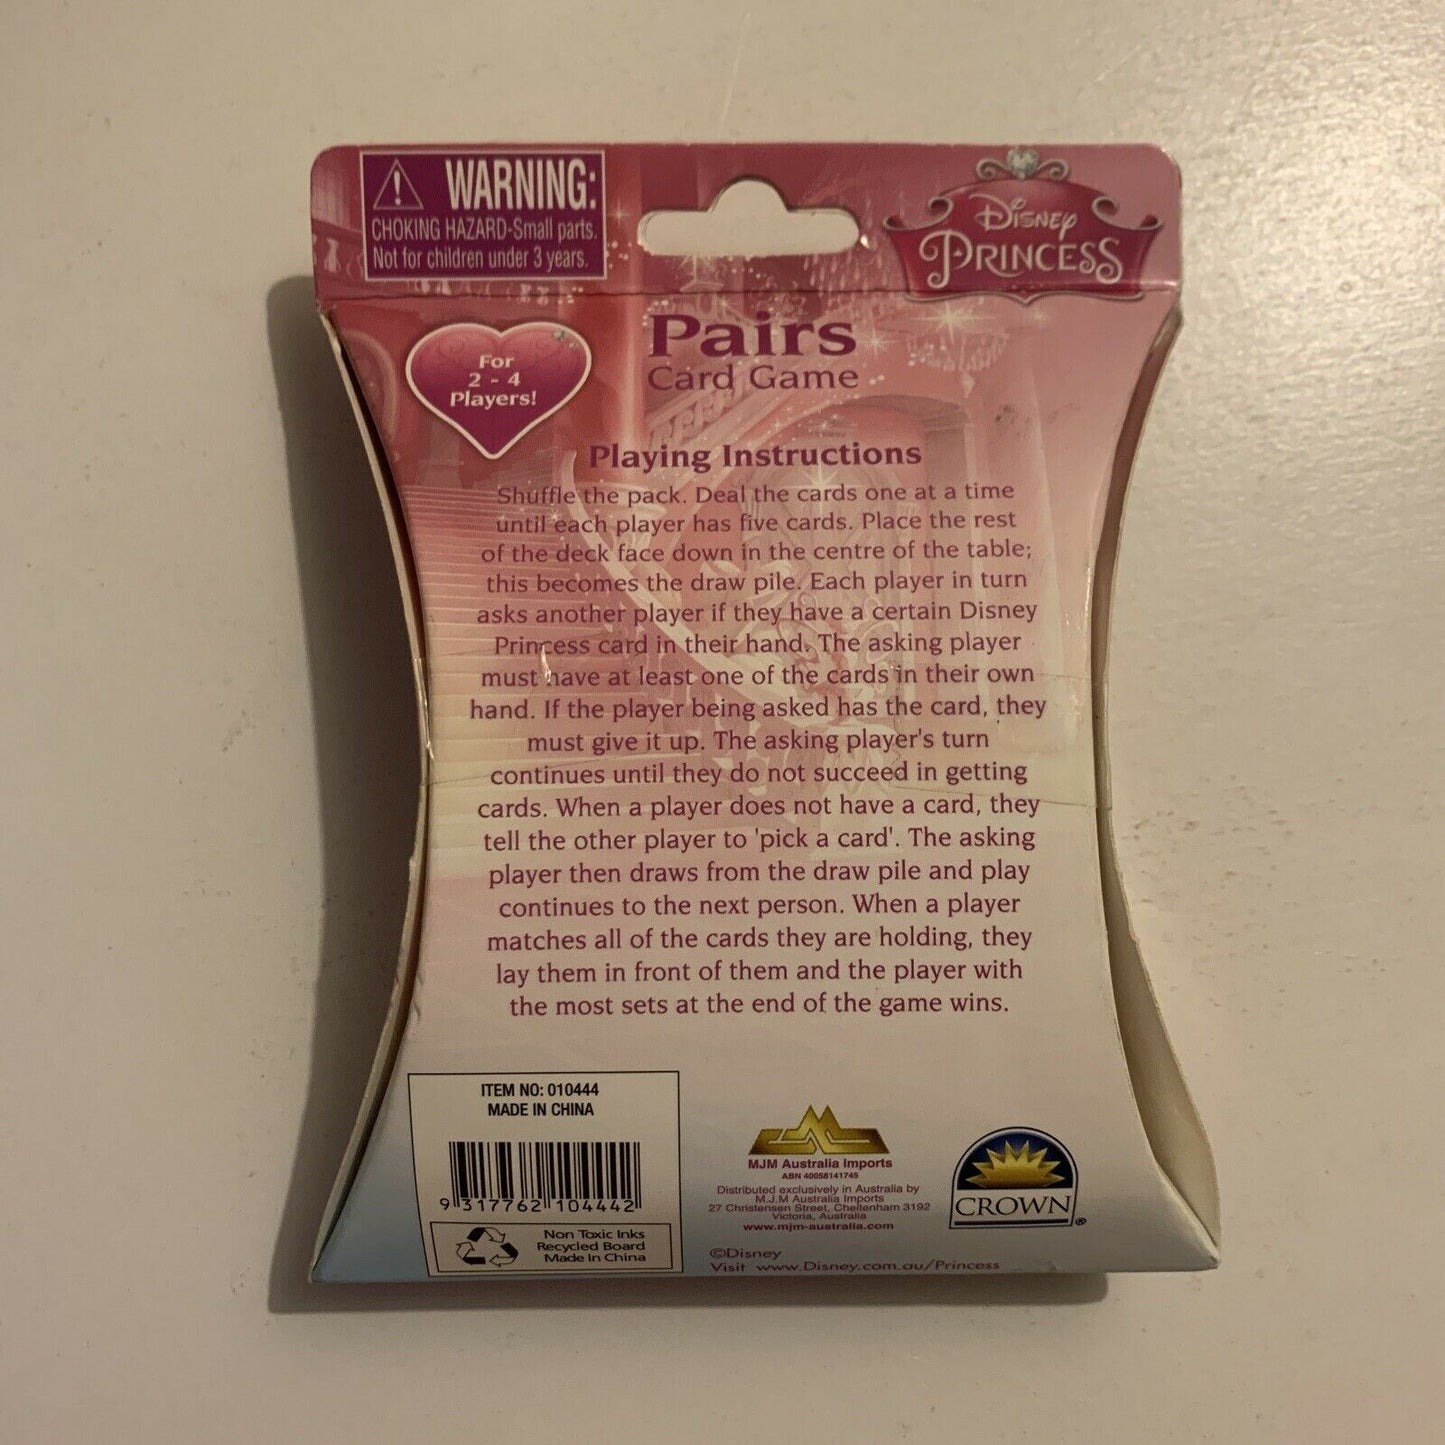 WARNING:
CHOKING HAZARD-Small parts.
Not for children under 3 years.
Disney
PRINCESS
Pairs
Card Game
For
2 - 4
Players!
Playing Instructions
Shuffle the pack. Deal the cards one at a time
until each player has five cards. Place the rest
of the deck face down in the centre of the table;
this becomes the draw pile. Each player in turn
asks another player if they have a certain Disney
Princess card in their hand. The asking player
must have at least one of the cards in their own
hand. If the player being asked has the card, they
must give it up. The asking player's turn
continues until they do not succeed in getting
cards. When a player does not have a card, they
tell the other player to 'pick a card'. The asking
player then draws from the draw pile and play
continues to the next person. When a player
matches all of the cards they are holding, they
lay them in front of them and the player with
the most sets at the end of the game wins.
ITEM NO: 010444
MADE IN CHINA
9 317762 104442
Non Toxic Inks
Recycled Board
Made In China
MJM Australia Imports
ABN 40058141745
Distributed exclusively in Australia by
M.J.M Australia Imports
27 Christensen Street, Cheltenham 3192
Victoria, Australia
www.mjm-australia.com
©Disney
Visit www.Disney.com.au/Princess
CROWN®